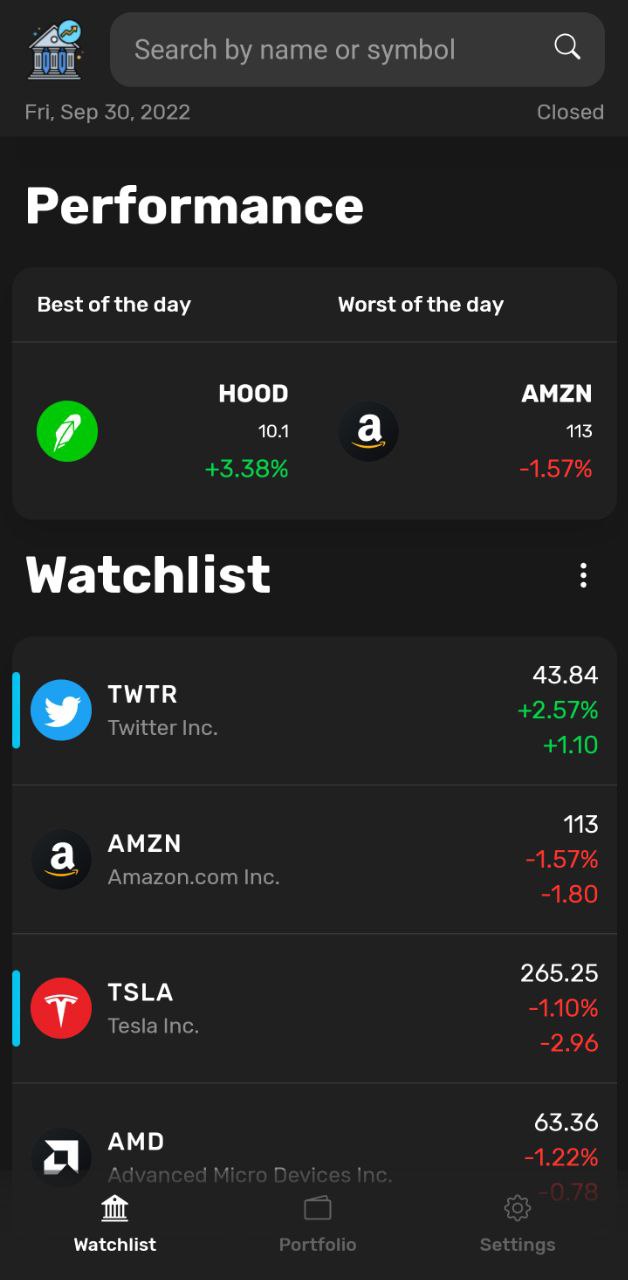 Search by name or symbol
Fri, Sep 30, 2022 Closed
Performance
Best of the day Worst of the day
HOOD
10.1
+3.38%
a
AMZN
113
-1.57%
Watchlist
TWTR
Twitter Inc.
43.84
+2.57%
+1.10
a
AMZN
Amazon.com Inc.
113
-1.57%
-1.80
TSLA
Tesla Inc.
265.25
-1.10%
-2.96
AMD
Advanced Micro Devices Inc.
63.36
-1.22%
-0.78
Watchlist Portfolio Settings